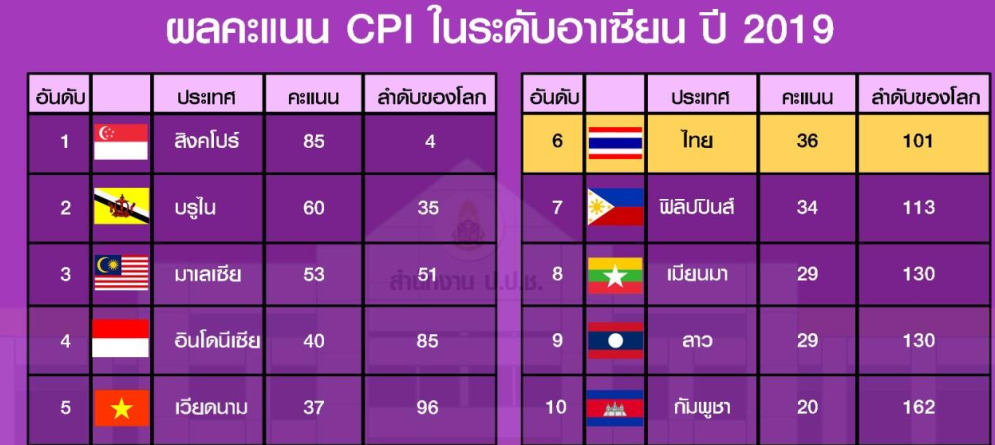 ผลคะแนน CPI ในระดับอาเซียน ปี 2019
อันดับ ประเทศ คะแนน ลำดับของโลก
1 สิงคโปร์ 85 4
2 บรูไน 60 35
3 มาเลเซีย 53 51
4 อินโดนีเซีย 40 85
5 เวียดนาม 37 96
อันดับ ประเทศ คะแนน ลำดับของโลก
6 ไทย 36 101
7 ฟิลิปปินส์ 34 113
8 เมียนมา 29 130
9 ลาว 29 130
10 กัมพูชา 20 162
สำนักงาน ป.ป.ช.